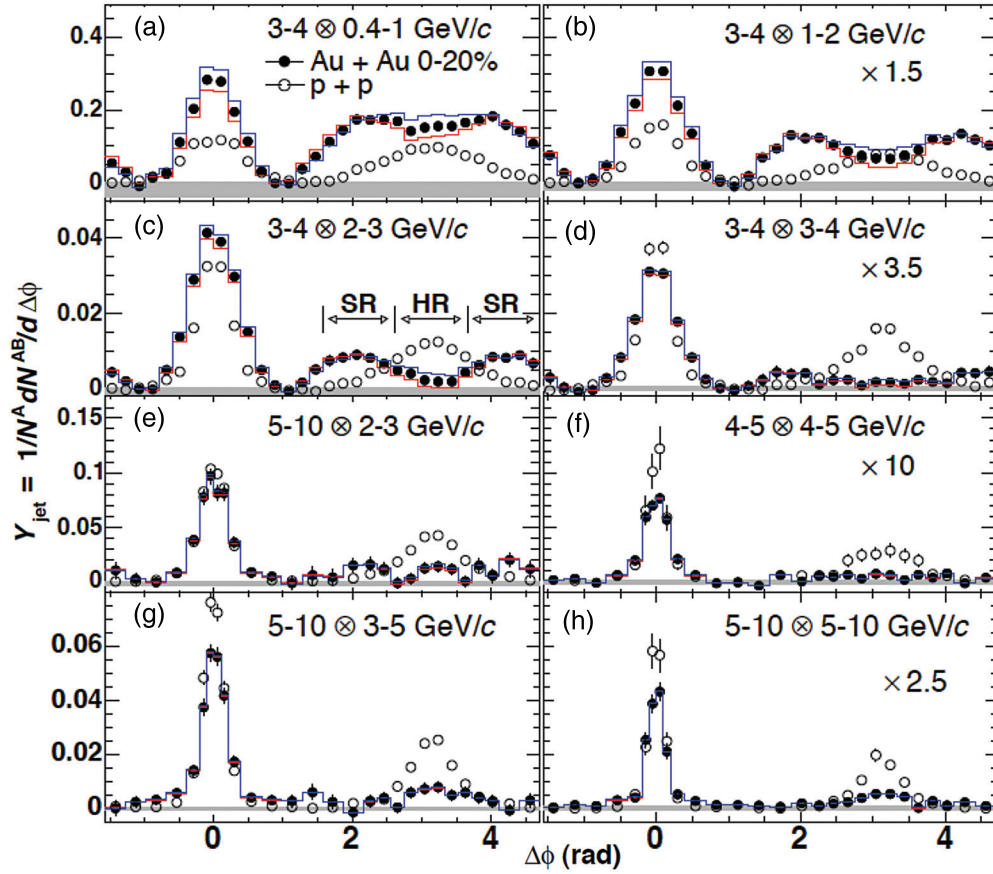 (a) 3-4 ⊗ 0.4-1 GeV/c
Au + Au 0-20%
p + p
0.4
0.2
0
(b) 3-4 ⊗ 1-2 GeV/c
× 1.5
(c) 3-4 ⊗ 2-3 GeV/c
SR HR SR
0.04
0.02
0
(d) 3-4 ⊗ 3-4 GeV/c
× 3.5
(e) 5-10 ⊗ 2-3 GeV/c
0.15
0.1
0.05
0
(f) 4-5 ⊗ 4-5 GeV/c
× 10
(g) 5-10 ⊗ 3-5 GeV/c
0.06
0.04
0.02
0
(h) 5-10 ⊗ 5-10 GeV/c
× 2.5
0 2 4 0 2 4
Δϕ (rad)
Y_jet = 1/N^A dN^AB/d Δϕ